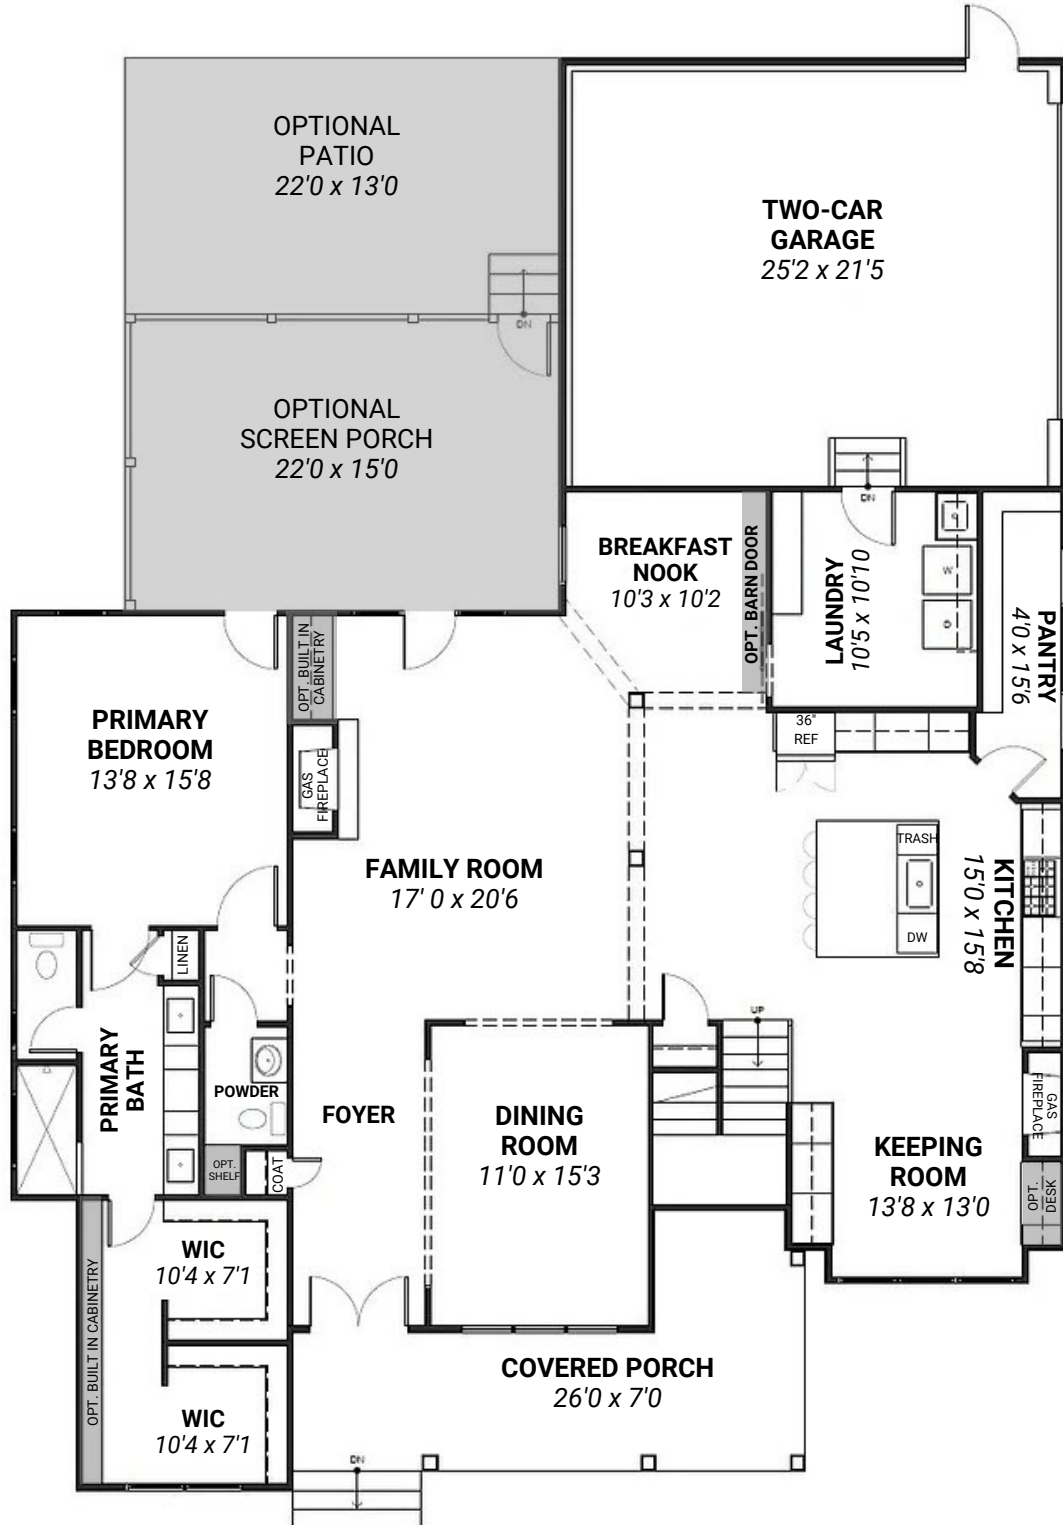 OPTIONAL
PATIO
22'0 x 13'0
TWO-CAR
GARAGE
25'2 x 21'5
DN
OPTIONAL
SCREEN PORCH
22'0 x 15'0
DN
BREAKFAST
NOOK
10'3 x 10'2
OPT. BARN DOOR
LAUNDRY
10'5 x 10'10
W
D
PANTRY
4'0 x 15'6
OPT. BUILT IN
CABINETRY
PRIMARY
BEDROOM
13'8 x 15'8
36"
REF
GAS
FIREPLACE
FAMILY ROOM
17' 0 x 20'6
TRASH
DW
KITCHEN
15'0 x 15'8
LINEN
UP
PRIMARY
BATH
POWDER
FOYER
DINING
ROOM
11'0 x 15'3
GAS
FIREPLACE
KEEPING
ROOM
13'8 x 13'0
OPT.
SHELF
COAT
OPT.
DESK
WIC
10'4 x 7'1
OPT. BUILT IN CABINETRY
COVERED PORCH
26'0 x 7'0
WIC
10'4 x 7'1
DN